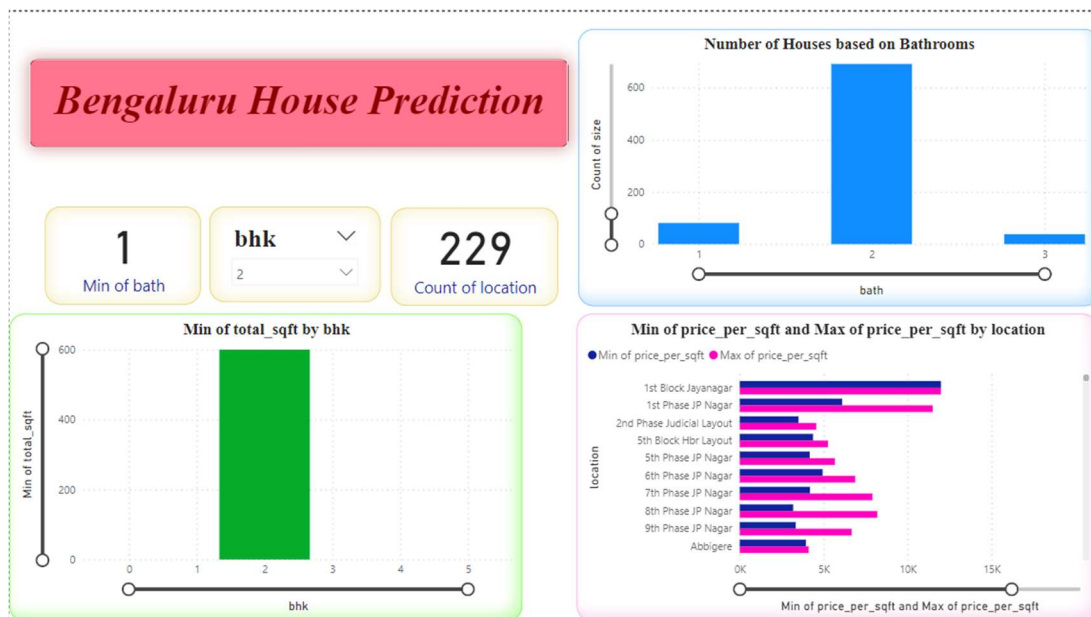 Bengaluru House Prediction
1
Min of bath
bhk
2
229
Count of location
Number of Houses based on Bathrooms
Count of size
600
400
200
0
1
2
3
bath
Min of total_sqft by bhk
Min of total_sqft
600
400
200
0
0
1
2
3
4
5
bhk
Min of price_per_sqft and Max of price_per_sqft by location
Min of price_per_sqft
Max of price_per_sqft
location
1st Block Jayanagar
1st Phase JP Nagar
2nd Phase Judicial Layout
5th Block Hbr Layout
5th Phase JP Nagar
6th Phase JP Nagar
7th Phase JP Nagar
8th Phase JP Nagar
9th Phase JP Nagar
Abbigere
0K
5K
10K
15K
Min of price_per_sqft and Max of price_per_sqft